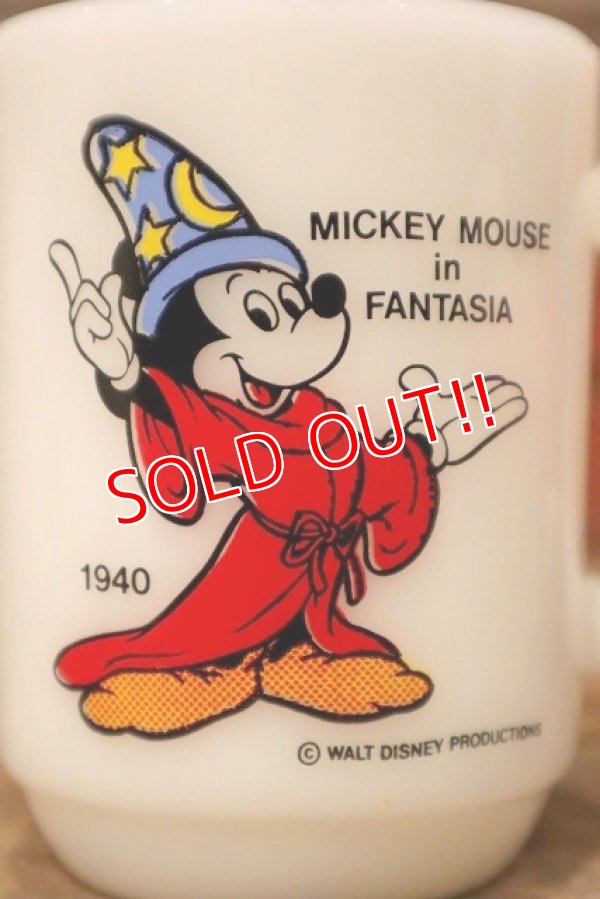 MICKEY MOUSE
in
FANTASIA
SOLD OUT!!
1940
© WALT DISNEY PRODUCTIONS